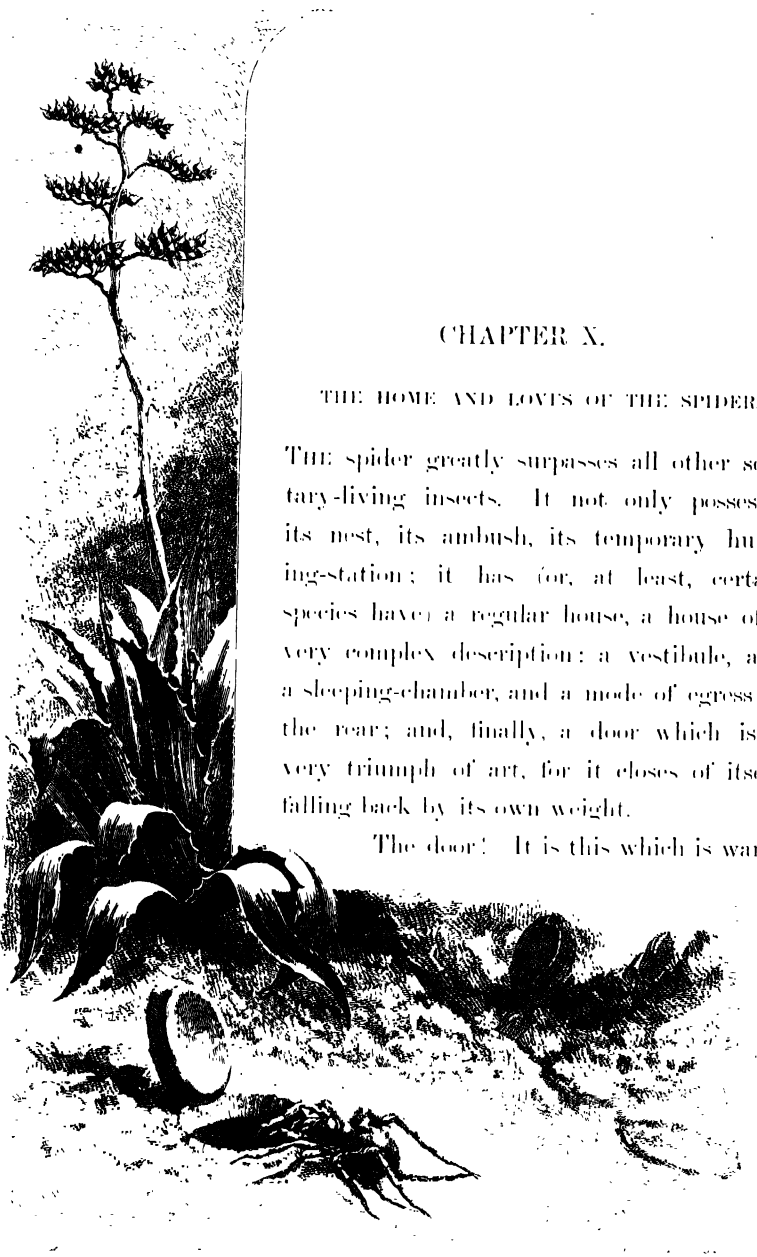 CHAPTER X.
THE HOME AND LOVES OF THE SPIDER
THE spider greatly surpasses all other so
tary-living insects. It not only posses
its nest, its ambush, its temporary hu
ing-station; it has (or, at least, certa
species have) a regular house, a house of
very complex description: a vestibule, a
a sleeping-chamber, and a mode of egress
the rear; and, finally, a door which is
very triumph of art, for it closes of itse
falling back by its own weight.
The door! It is this which is wan